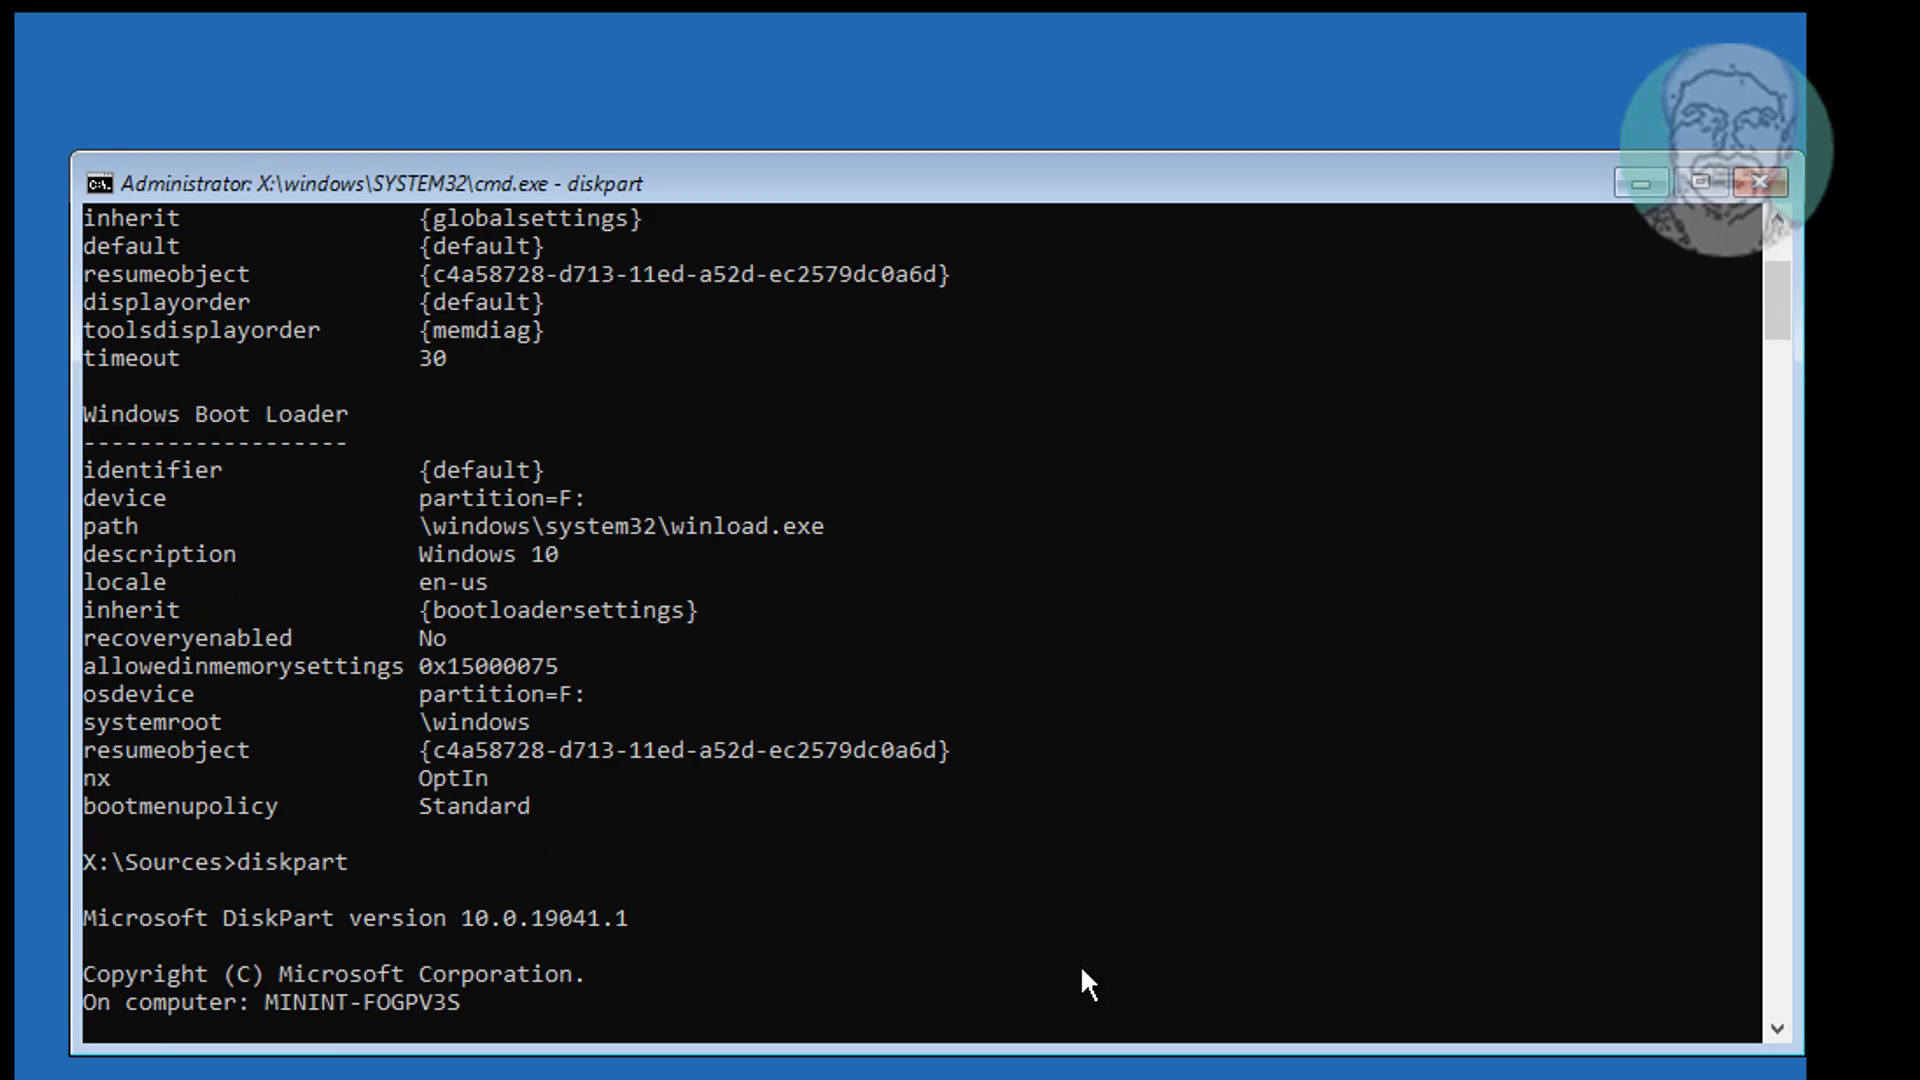 Administrator: X:\windows\SYSTEM32\cmd.exe - diskpart
inherit {globalsettings}
default {default}
resumeobject {c4a58728-d713-11ed-a52d-ec2579dc0a6d}
displayorder {default}
toolsdisplayorder {memdiag}
timeout 30
Windows Boot Loader
-------------------
identifier {default}
device partition=F:
path \windows\system32\winload.exe
description Windows 10
locale en-us
inherit {bootloadersettings}
recoveryenabled No
allowedinmemorysettings 0x15000075
osdevice partition=F:
systemroot \windows
resumeobject {c4a58728-d713-11ed-a52d-ec2579dc0a6d}
nx OptIn
bootmenupolicy Standard
X:\Sources>diskpart
Microsoft DiskPart version 10.0.19041.1
Copyright (C) Microsoft Corporation.
On computer: MININT-FOGPV3S